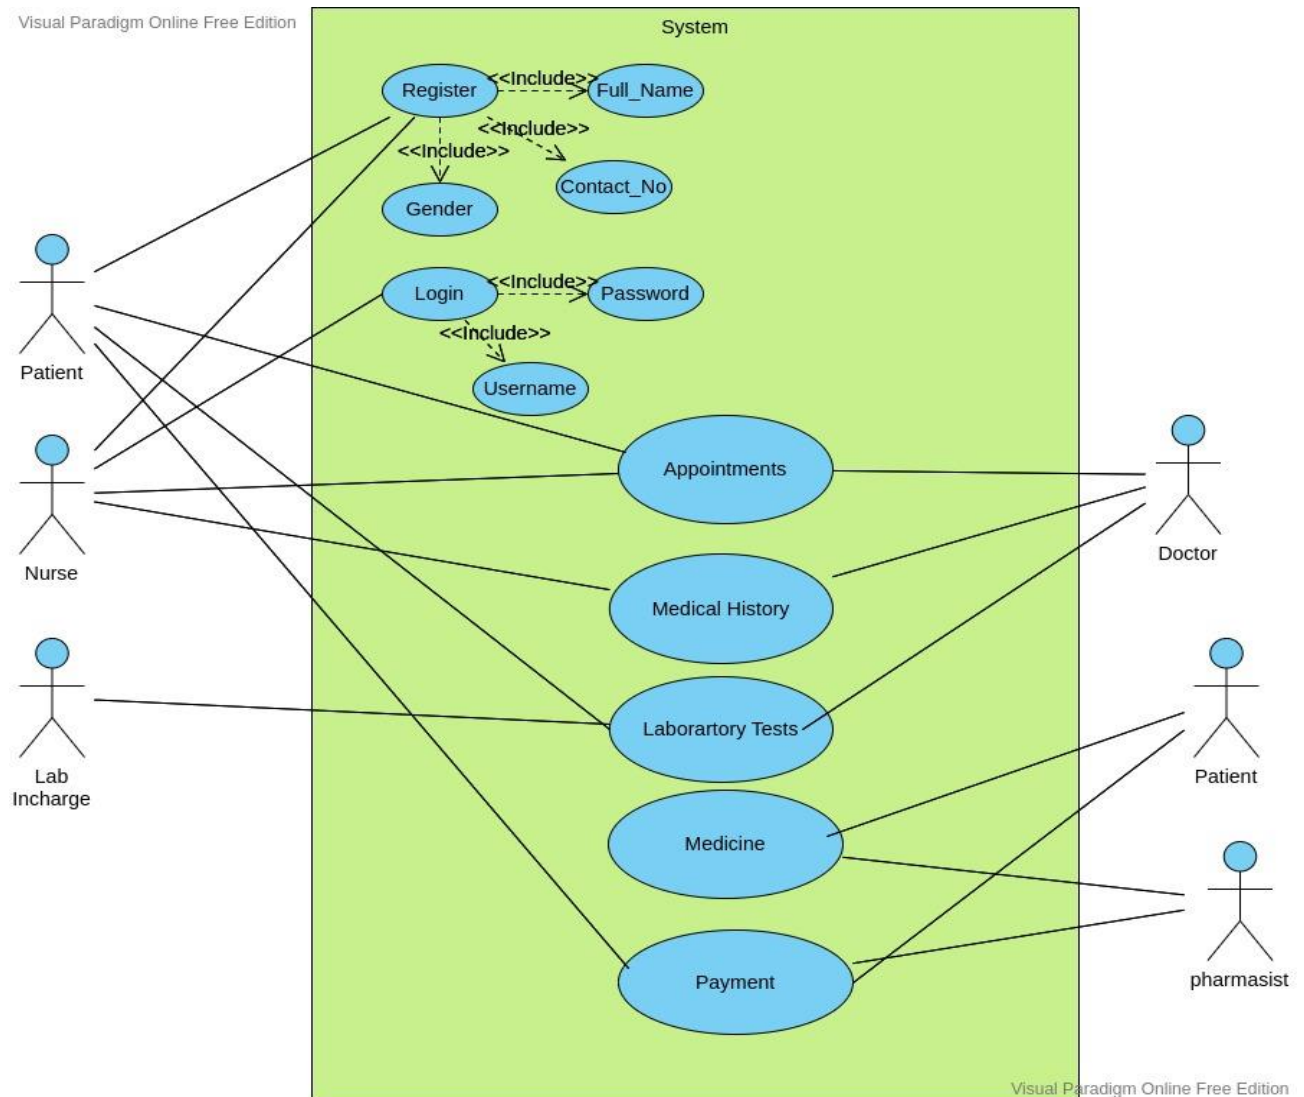 Visual Paradigm Online Free Edition
System
Register
<<Include>>
Full_Name
<<Include>>
<<Include>>
Contact_No
Gender
Login
<<Include>>
Password
<<Include>>
Username
Patient
Appointments
Nurse
Doctor
Medical History
Laborartory Tests
Lab
Incharge
Patient
Medicine
Payment
pharmasist
Visual Paradigm Online Free Edition